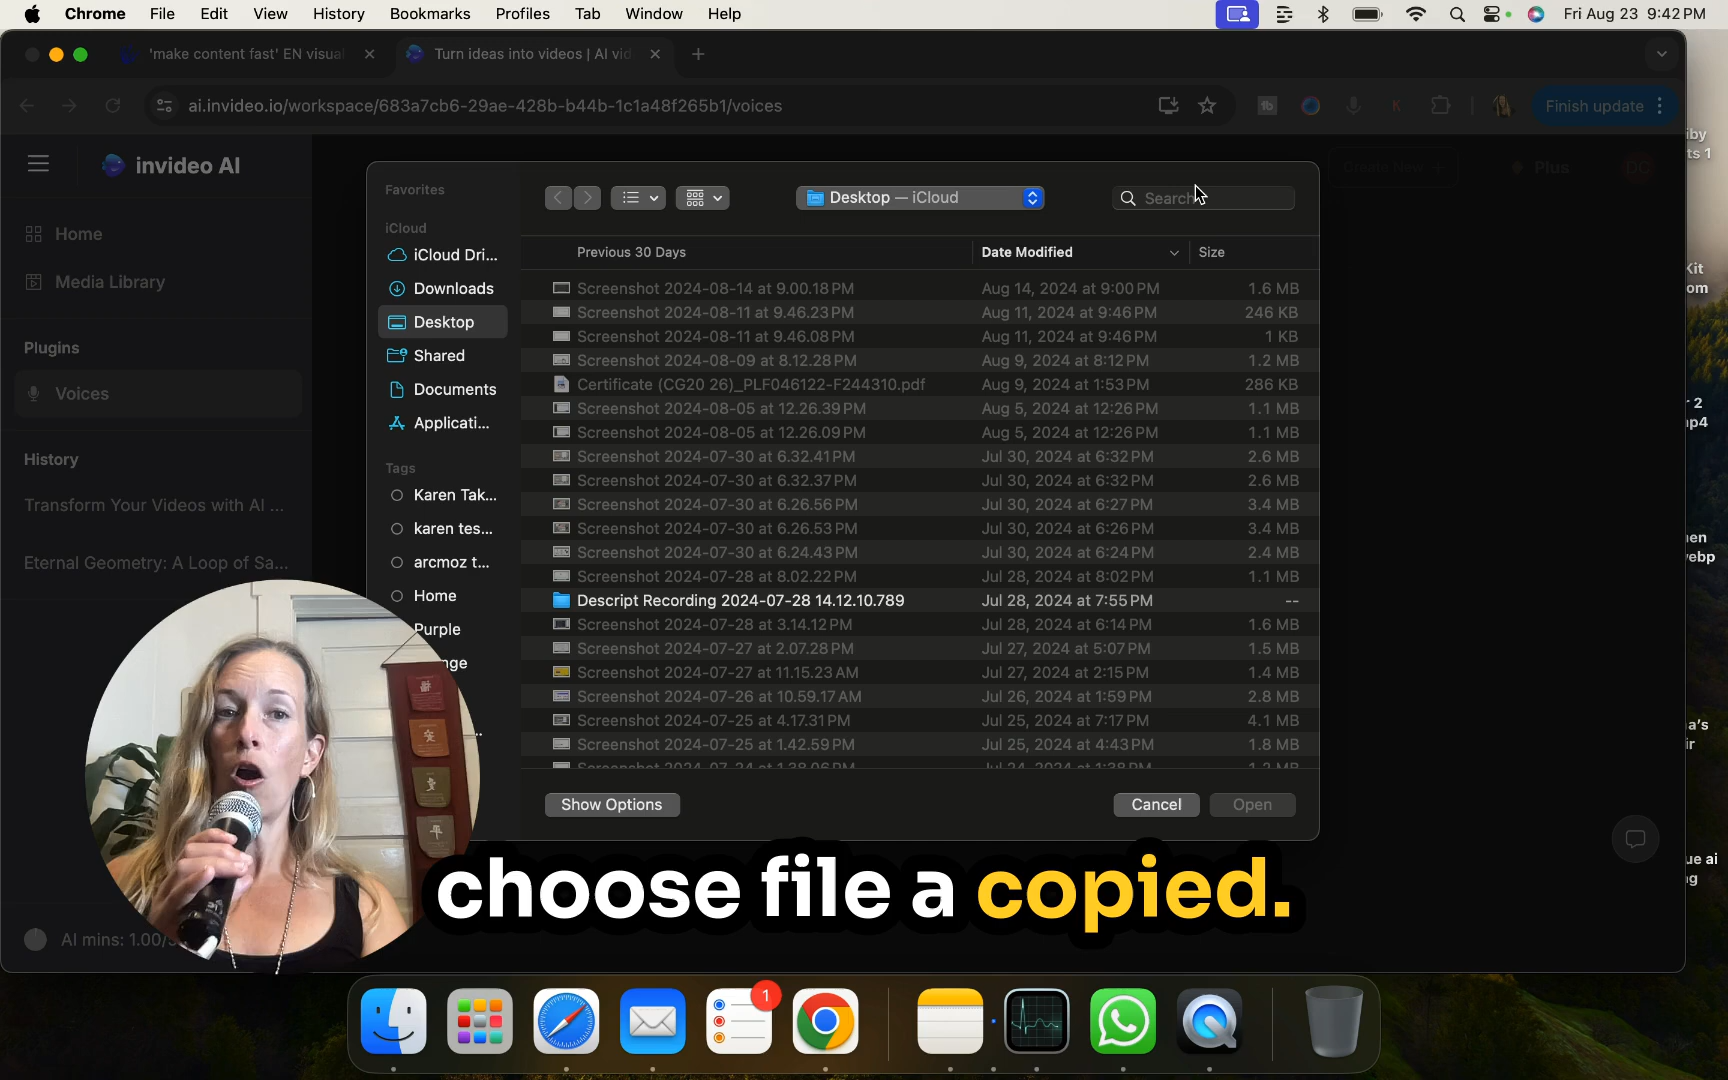 Chrome File Edit View History Bookmarks Profiles Tab Window Help Fri Aug 23 9:42 PM
'make content fast' EN visual Turn ideas into videos | AI vid
ai.invideo.io/workspace/683a7cb6-29ae-428b-b44b-1c1a48f265b1/voices Finish update
invideo AI
Create New Plus
Home
Media Library
Plugins
Voices
History
Transform Your Videos with AI ...
Eternal Geometry: A Loop of Sa...
AI mins: 1.00/
Favorites
iCloud
iCloud Dri...
Downloads
Desktop
Shared
Documents
Applicati...
Tags
Karen Tak...
karen tes...
arcmoz t...
Home
Purple
nge
Desktop — iCloud Search
Previous 30 Days Date Modified Size
Screenshot 2024-08-14 at 9.00.18 PM Aug 14, 2024 at 9:00 PM 1.6 MB
Screenshot 2024-08-11 at 9.46.23 PM Aug 11, 2024 at 9:46 PM 246 KB
Screenshot 2024-08-11 at 9.46.08 PM Aug 11, 2024 at 9:46 PM 1 KB
Screenshot 2024-08-09 at 8.12.28 PM Aug 9, 2024 at 8:12 PM 1.2 MB
Certificate (CG20 26)_PLF046122-F244310.pdf Aug 9, 2024 at 1:53 PM 286 KB
Screenshot 2024-08-05 at 12.26.39 PM Aug 5, 2024 at 12:26 PM 1.1 MB
Screenshot 2024-08-05 at 12.26.09 PM Aug 5, 2024 at 12:26 PM 1.1 MB
Screenshot 2024-07-30 at 6.32.41 PM Jul 30, 2024 at 6:32 PM 2.6 MB
Screenshot 2024-07-30 at 6.32.37 PM Jul 30, 2024 at 6:32 PM 2.6 MB
Screenshot 2024-07-30 at 6.26.56 PM Jul 30, 2024 at 6:27 PM 3.4 MB
Screenshot 2024-07-30 at 6.26.53 PM Jul 30, 2024 at 6:26 PM 3.4 MB
Screenshot 2024-07-30 at 6.24.43 PM Jul 30, 2024 at 6:24 PM 2.4 MB
Screenshot 2024-07-28 at 8.02.22 PM Jul 28, 2024 at 8:02 PM 1.1 MB
Descript Recording 2024-07-28 14.12.10.789 Jul 28, 2024 at 7:55 PM --
Screenshot 2024-07-28 at 3.14.12 PM Jul 28, 2024 at 6:14 PM 1.6 MB
Screenshot 2024-07-27 at 2.07.28 PM Jul 27, 2024 at 5:07 PM 1.5 MB
Screenshot 2024-07-27 at 11.15.23 AM Jul 27, 2024 at 2:15 PM 1.4 MB
Screenshot 2024-07-26 at 10.59.17 AM Jul 26, 2024 at 1:59 PM 2.8 MB
Screenshot 2024-07-25 at 4.17.31 PM Jul 25, 2024 at 7:17 PM 4.1 MB
Screenshot 2024-07-25 at 1.42.59 PM Jul 25, 2024 at 4:43 PM 1.8 MB
Screenshot 2024-07-24 at 1.38.06 PM Jul 24, 2024 at 1:38 PM 1.2 MB
Show Options Cancel Open
choose file a copied.
1